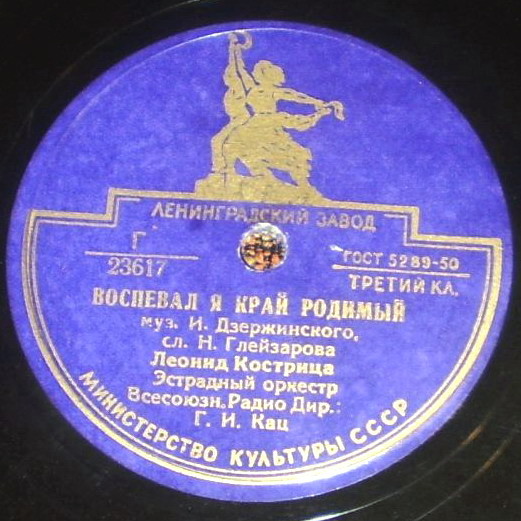 ЛЕНИНГРАДСКИЙ ЗАВОД
Г
23617
ГОСТ 5289-50
ТРЕТИЙ КЛ.
ВОСПЕВАЛ Я КРАЙ РОДИМЫЙ
муз. И. Дзержинского,
сл. Н. Глейзарова
Леонид Кострица
Эстрадный оркестр
Всесоюзн. Радио Дир.:
Г. И. Кац
МИНИСТЕРСТВО КУЛЬТУРЫ СССР